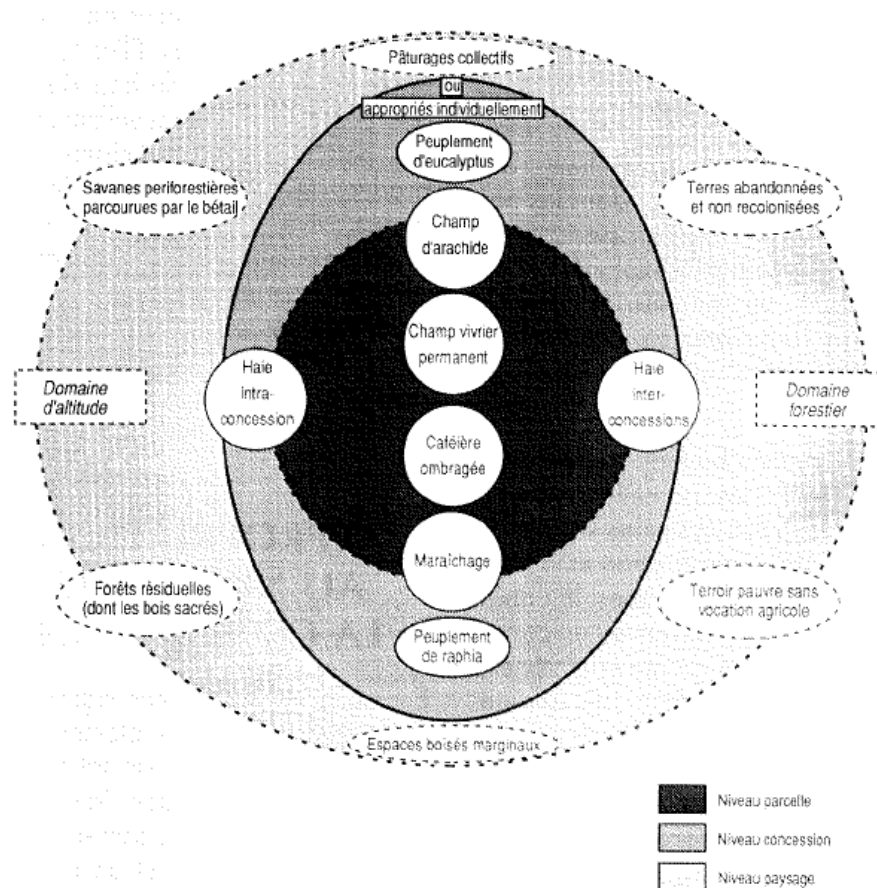 Pâturages collectifs
ou
appropriés individuellement
Peuplement
d'eucalyptus
Savanes periforestières
parcourues par le bétail
Terres abandonnées
et non recolonisées
Champ
d'arachide
Champ vivrier
permanent
Haie
intra-
concession
Haie
inter-
concessions
Domaine
d'altitude
Domaine
forestier
Caféière
ombragée
Maraîchage
Forêts résiduelles
(dont les bois sacrés)
Terroir pauvre sans
vocation agricole
Peuplement
de raphia
Espaces boisés marginaux
Niveau parcelle
Niveau concession
Niveau paysage